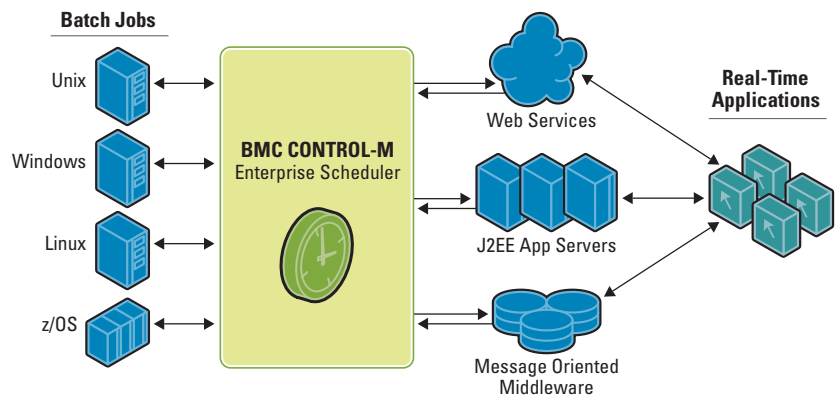 Batch Jobs
Unix
Windows
Linux
z/OS
BMC CONTROL-M
Enterprise Scheduler
Web Services
J2EE App Servers
Message Oriented
Middleware
Real-Time
Applications